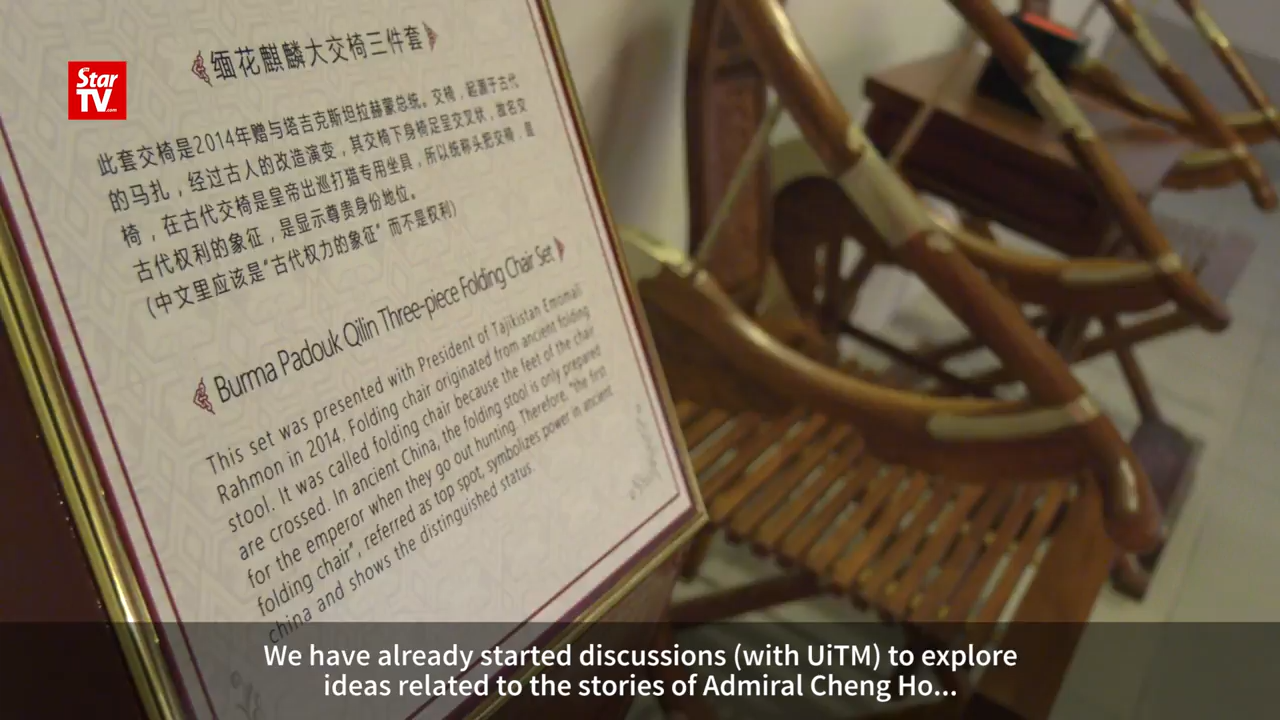 Star
TV.com
缅花麒麟大交椅三件套
此套交椅是2014年赠与塔吉克斯坦拉赫蒙总统。交椅，起源于古代
的马扎，经过古人的改造演变，其交椅下身椅足呈交叉状，故名交
椅，在古代交椅是皇帝出巡打猎专用坐具，所以统称头把交椅，是
古代权利的象征，是显示尊贵身份地位。
(中文里应该是“古代权力的象征” 而不是权利)
Burma Padouk Qilin Three-piece Folding Chair Set
This set was presented with President of Tajikistan Emomali
Rahmon in 2014. Folding chair originated from ancient folding
stool. It was called folding chair because the feet of the chair
are crossed. In ancient China, the folding stool is only prepared
for the emperor when they go out hunting. Therefore, "the first
folding chair", referred as top spot, symbolizes power in ancient
china and shows the distinguished status.
We have already started discussions (with UiTM) to explore
ideas related to the stories of Admiral Cheng Ho...